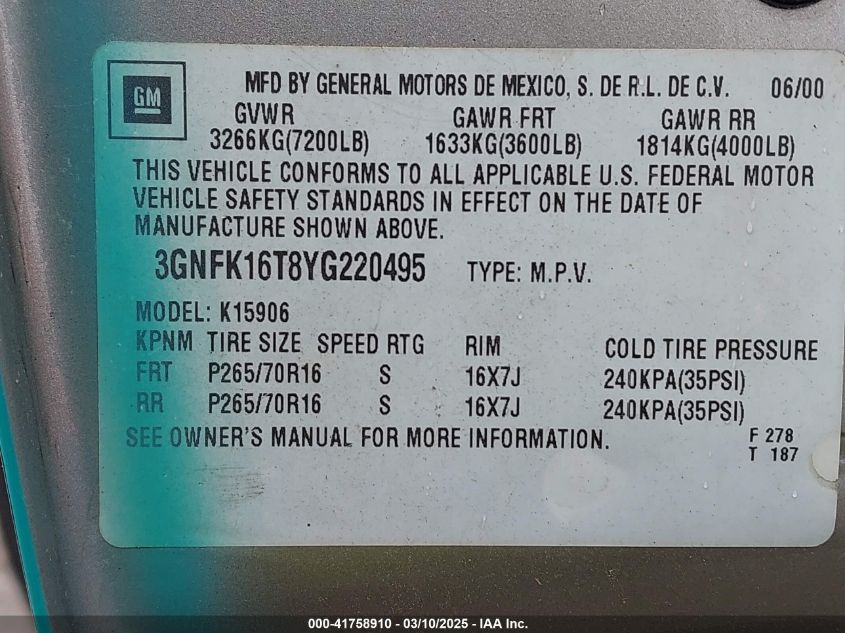 GM
MFD BY GENERAL MOTORS DE MEXICO, S. DE R.L. DE C.V. 06/00
GVWR GAWR FRT GAWR RR
3266KG(7200LB) 1633KG(3600LB) 1814KG(4000LB)
THIS VEHICLE CONFORMS TO ALL APPLICABLE U.S. FEDERAL MOTOR
VEHICLE SAFETY STANDARDS IN EFFECT ON THE DATE OF
MANUFACTURE SHOWN ABOVE.
3GNFK16T8YG220495 TYPE: M.P.V.
MODEL: K15906
KPNM TIRE SIZE SPEED RTG RIM COLD TIRE PRESSURE
FRT P265/70R16 S 16X7J 240KPA(35PSI)
RR P265/70R16 S 16X7J 240KPA(35PSI)
SEE OWNER'S MANUAL FOR MORE INFORMATION.
F 278
T 187
000-41758910 - 03/10/2025 - IAA Inc.